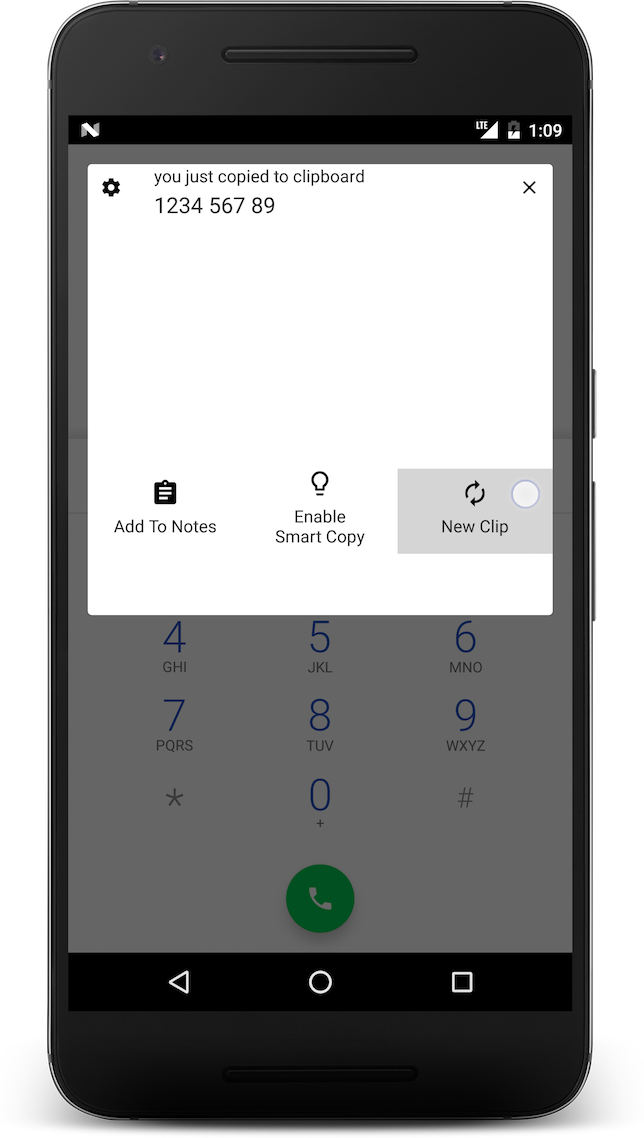 LTE 1:09
you just copied to clipboard
1234 567 89
Add To Notes
Enable
Smart Copy
New Clip
4 5 6
GHI JKL MNO
7 8 9
PQRS TUV WXYZ
* 0 #
+